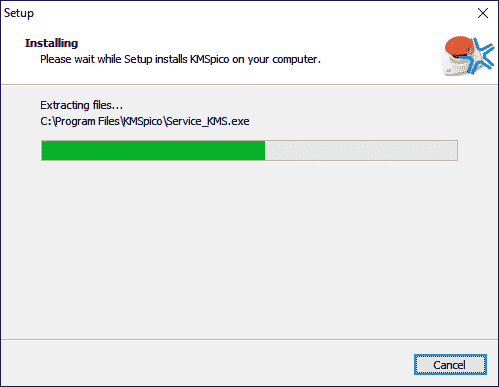 Setup
Installing
Please wait while Setup installs KMSpico on your computer.
Extracting files...
C:\Program Files\KMSpico\Service_KMS.exe
Cancel